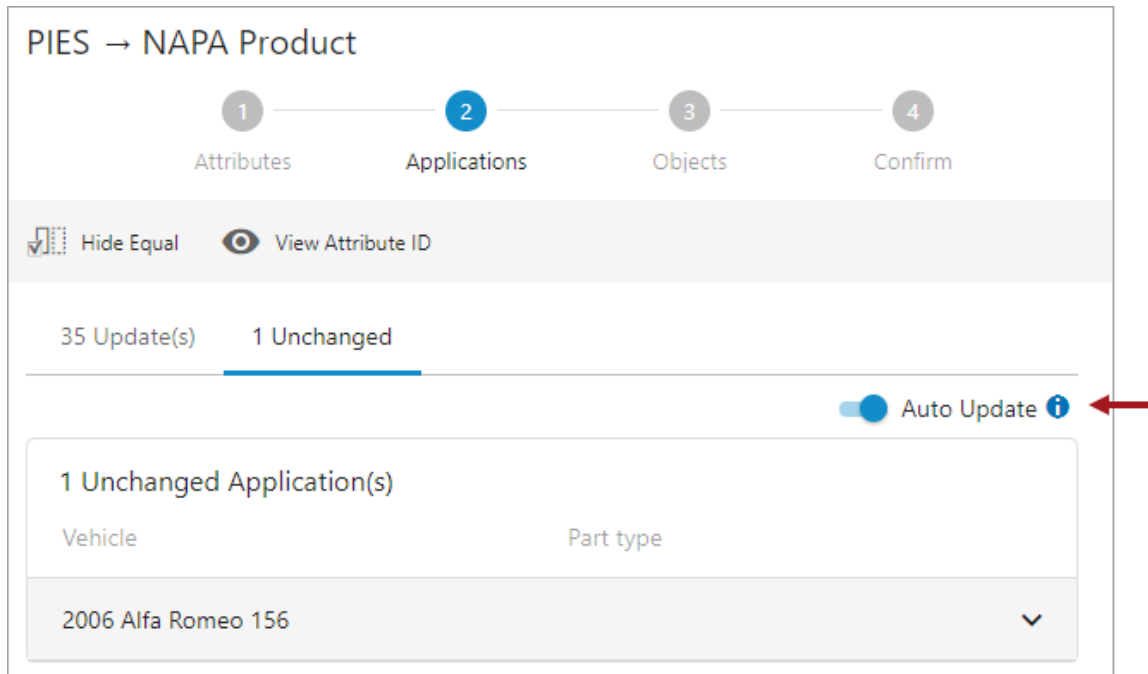 PIES → NAPA Product
1 2 3 4
Attributes Applications Objects Confirm
Hide Equal View Attribute ID
35 Update(s) 1 Unchanged
Auto Update i
1 Unchanged Application(s)
Vehicle Part type
2006 Alfa Romeo 156